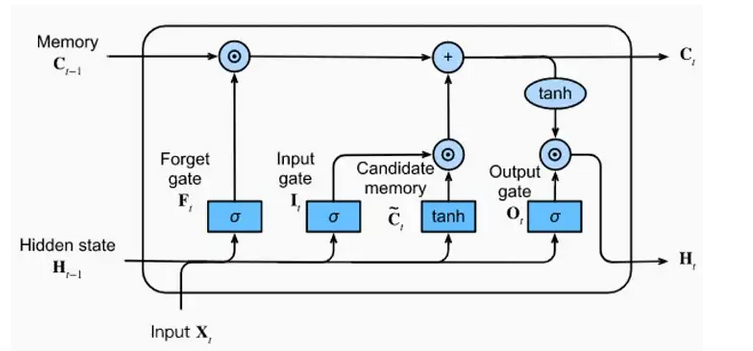 Memory
C_{t-1}
C_t
tanh
Forget
gate
F_t
Input
gate
I_t
Candidate
memory
C̃_t
Output
gate
O_t
σ
σ
tanh
σ
Hidden state
H_{t-1}
H_t
Input X_t
+